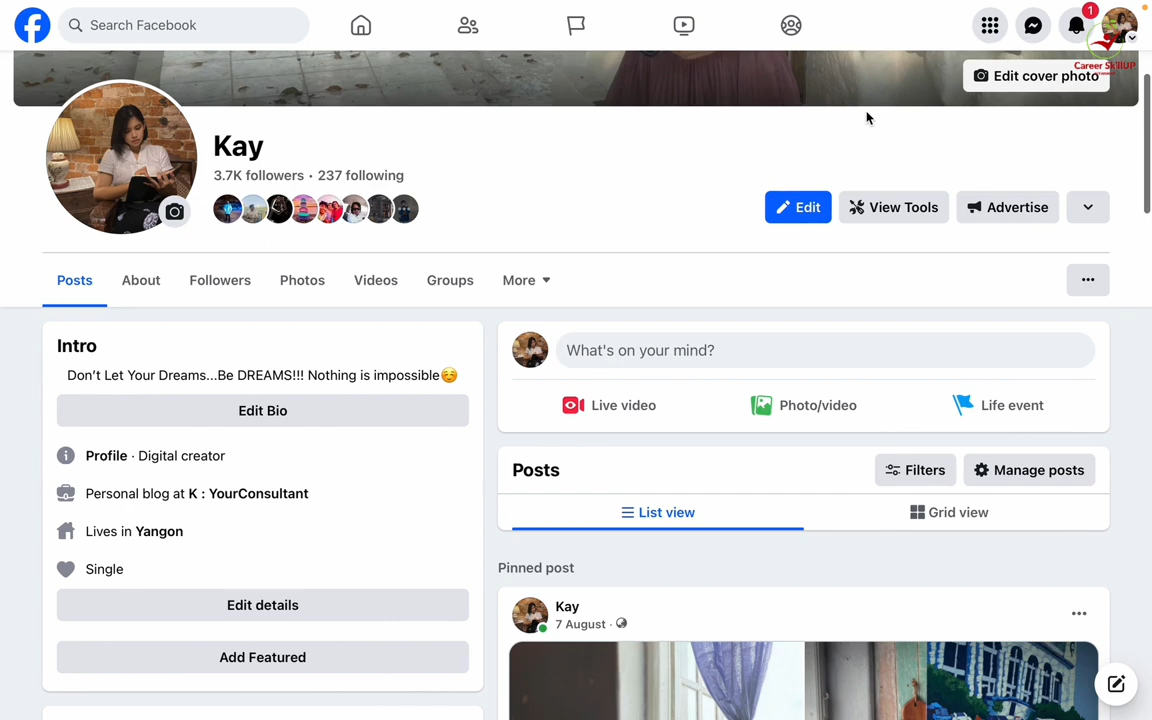 Search Facebook
1
Career SkillUP
Edit cover photo
Kay
3.7K followers • 237 following
Edit
View Tools
Advertise
Posts
About
Followers
Photos
Videos
Groups
More
Intro
Don't Let Your Dreams...Be DREAMS!!! Nothing is impossible☺️
Edit Bio
Profile · Digital creator
Personal blog at K : YourConsultant
Lives in Yangon
Single
Edit details
Add Featured
What's on your mind?
Live video
Photo/video
Life event
Posts
Filters
Manage posts
List view
Grid view
Pinned post
Kay
7 August ·